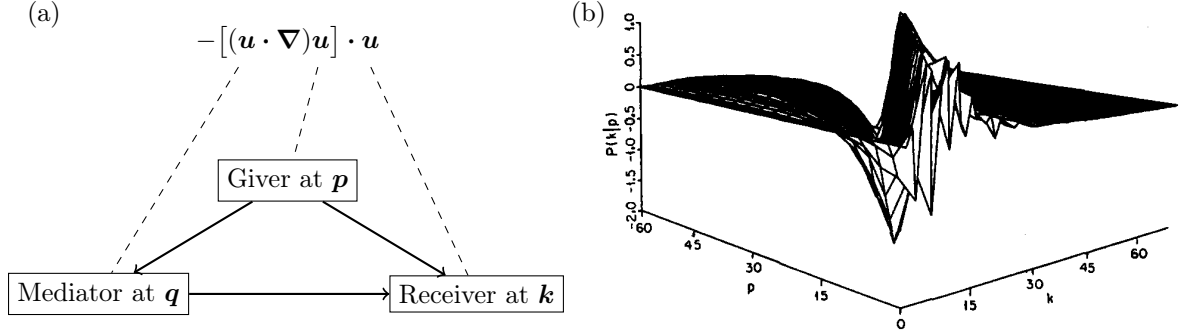 (a)
−[(u · ∇)u] · u
Giver at p
Mediator at q
Receiver at k
(b)
1.0
0.5
0
-0.5
-1.0
-1.5
-2.0
P(k|p)
-60
45
30
15
0
p
15
30
45
60
k